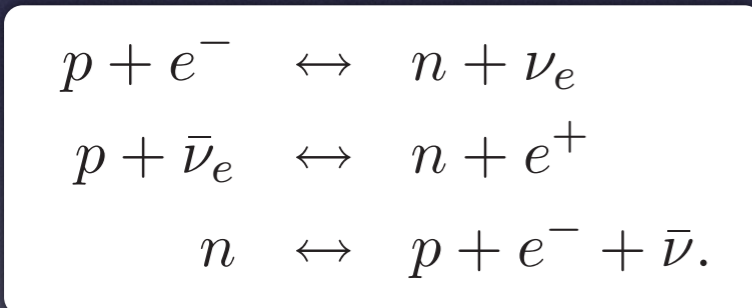 p + e⁻ ↔ n + νₑ
p + ν̄ₑ ↔ n + e⁺
n ↔ p + e⁻ + ν̄.